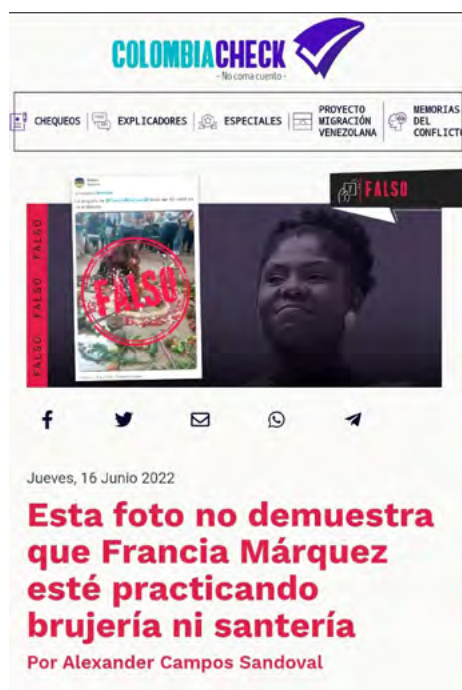 COLOMBIACHECK
- No coma cuento -
CHEQUEOS
EXPLICADORES
ESPECIALES
PROYECTO
MIGRACIÓN
VENEZOLANA
MEMORIAS
DEL
CONFLICTO
FALSO
FALSO FALSO FALSO
FALSO
Jueves, 16 Junio 2022
Esta foto no demuestra
que Francia Márquez
esté practicando
brujería ni santería
Por Alexander Campos Sandoval